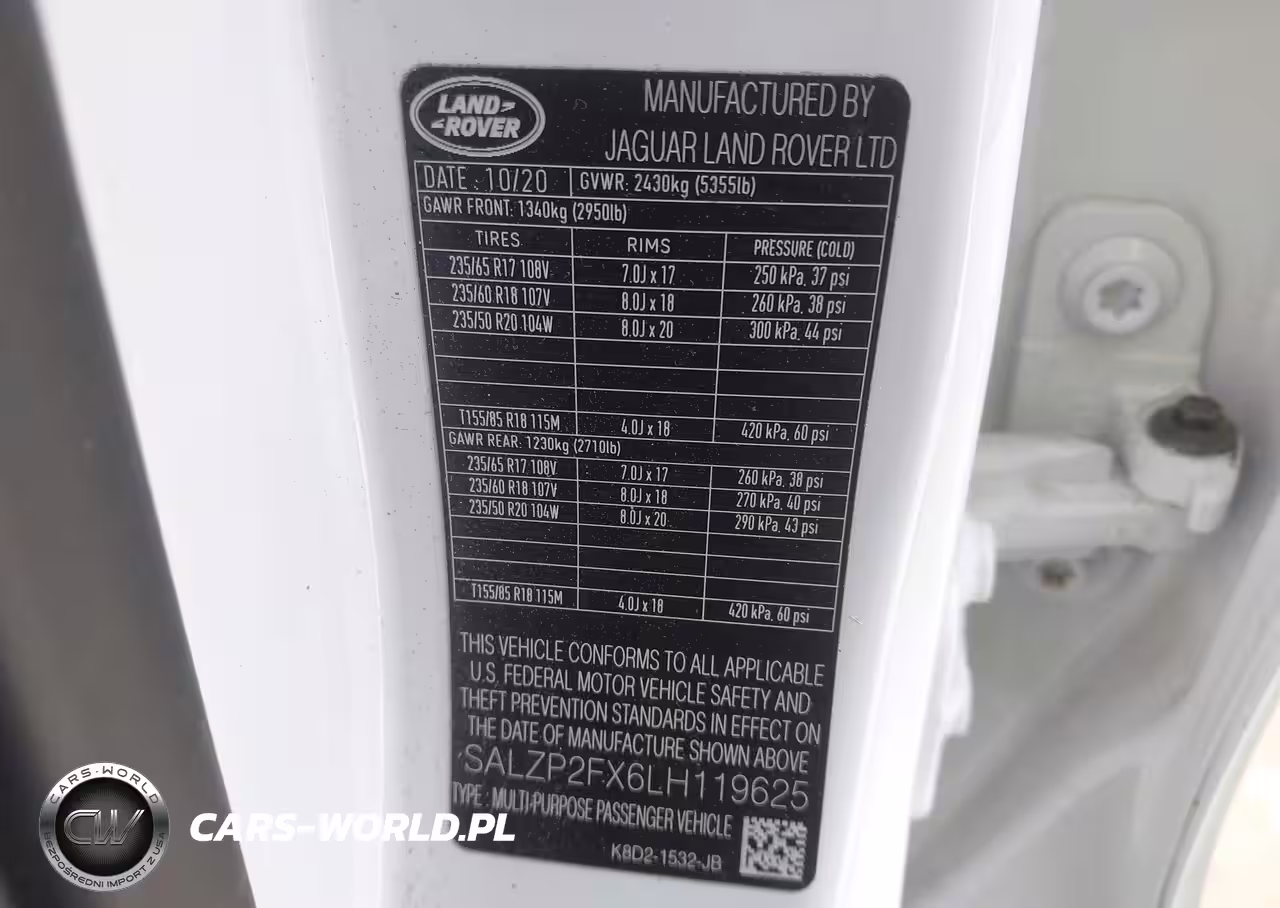 LAND
ROVER
MANUFACTURED BY
JAGUAR LAND ROVER LTD
DATE : 10/20 GVWR: 2430kg (5355lb)
GAWR FRONT: 1340kg (2950lb)
TIRES RIMS PRESSURE (COLD)
235/65 R17 108V 7.0J x 17 250 kPa, 37 psi
235/60 R18 107V 8.0J x 18 260 kPa, 38 psi
235/50 R20 104W 8.0J x 20 300 kPa, 44 psi
T155/85 R18 115M 4.0J x 18 420 kPa, 60 psi
GAWR REAR: 1230kg (2710lb)
235/65 R17 108V 7.0J x 17 260 kPa, 38 psi
235/60 R18 107V 8.0J x 18 270 kPa, 40 psi
235/50 R20 104W 8.0J x 20 290 kPa, 43 psi
T155/85 R18 115M 4.0J x 18 420 kPa, 60 psi
THIS VEHICLE CONFORMS TO ALL APPLICABLE
U.S. FEDERAL MOTOR VEHICLE SAFETY AND
THEFT PREVENTION STANDARDS IN EFFECT ON
THE DATE OF MANUFACTURE SHOWN ABOVE
SALZP2FX6LH119625
TYPE : MULTI-PURPOSE PASSENGER VEHICLE
K8D2-1532-JB
CARS-WORLD
CW
BEZPOŚREDNI IMPORT Z USA
CARS-WORLD.PL